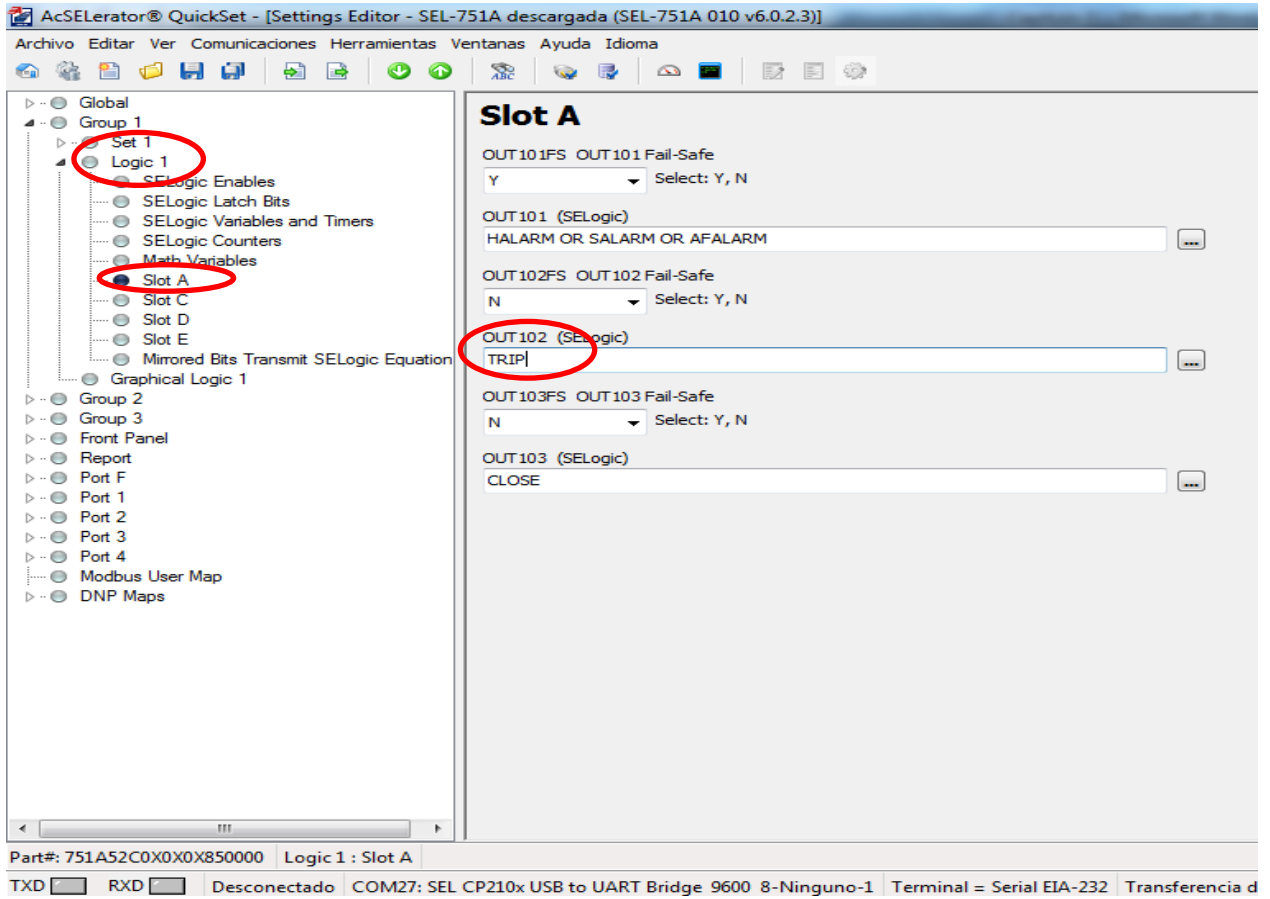 AcSELerator® QuickSet - [Settings Editor - SEL-751A descargada (SEL-751A 010 v6.0.2.3)]
Archivo Editar Ver Comunicaciones Herramientas Ventanas Ayuda Idioma
ABC
Global
Group 1
Set 1
Logic 1
SELogic Enables
SELogic Latch Bits
SELogic Variables and Timers
SELogic Counters
Math Variables
Slot A
Slot C
Slot D
Slot E
Mirrored Bits Transmit SELogic Equation
Graphical Logic 1
Group 2
Group 3
Front Panel
Report
Port F
Port 1
Port 2
Port 3
Port 4
Modbus User Map
DNP Maps
Slot A
OUT101FS OUT101 Fail-Safe
Y Select: Y, N
OUT101 (SELogic)
HALARM OR SALARM OR AFALARM
...
OUT102FS OUT102 Fail-Safe
N Select: Y, N
OUT102 (SELogic)
TRIP
...
OUT103FS OUT103 Fail-Safe
N Select: Y, N
OUT103 (SELogic)
CLOSE
...
Part#: 751A52C0X0X0X850000 Logic 1 : Slot A
TXD RXD Desconectado COM27: SEL CP210x USB to UART Bridge 9600 8-Ninguno-1 Terminal = Serial EIA-232 Transferencia d